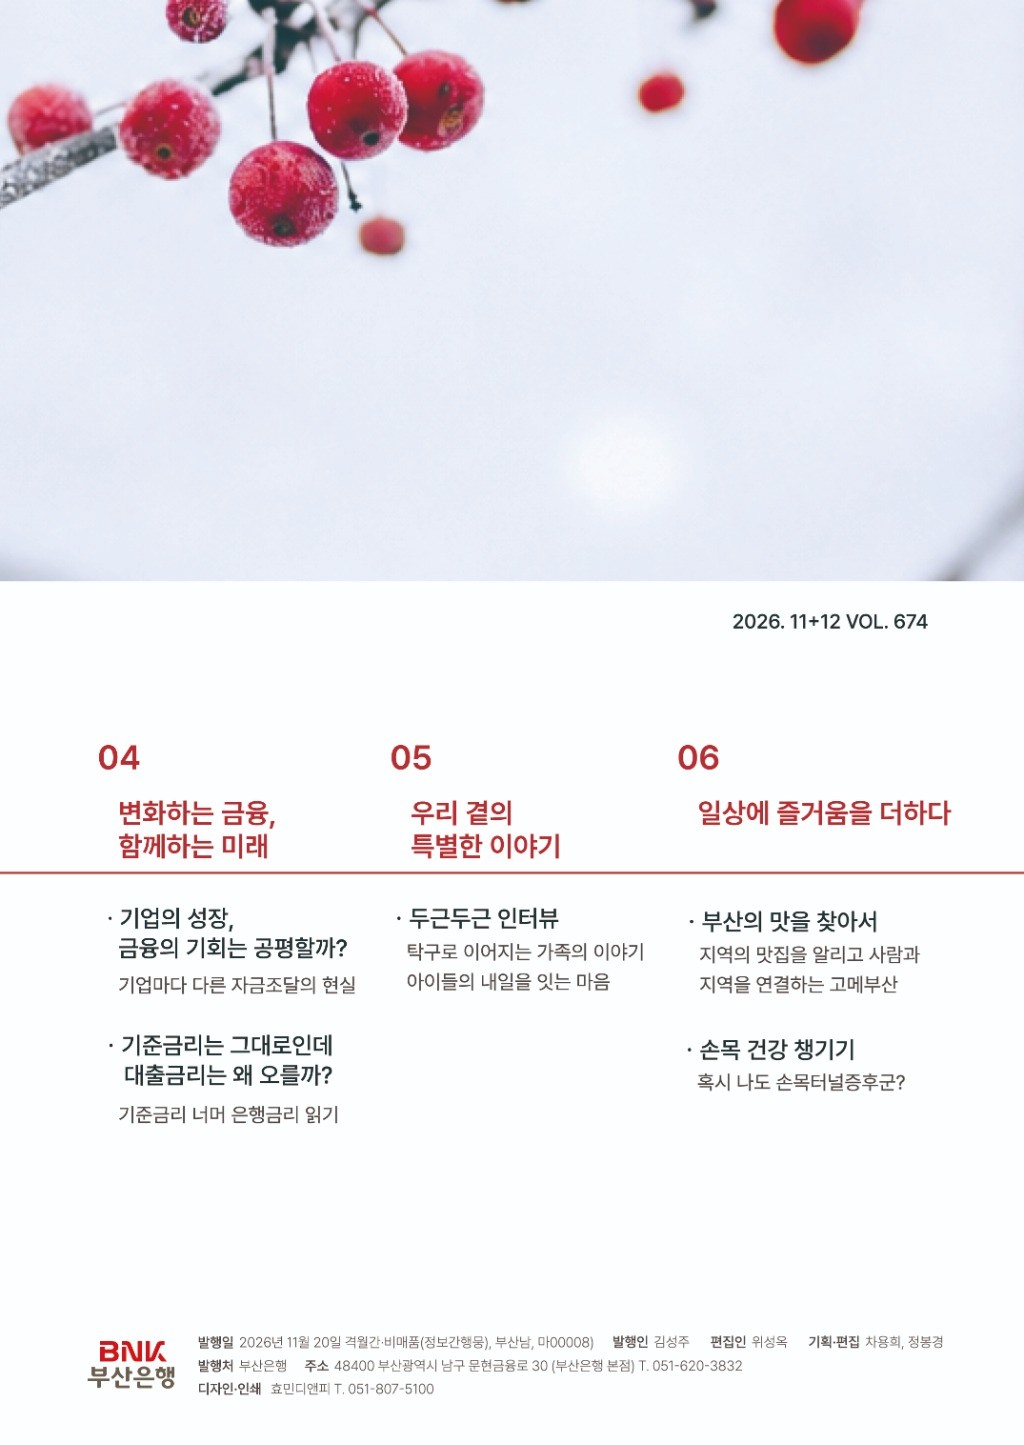 2026. 11+12 VOL. 674
04
변화하는 금융,
함께하는 미래
· 기업의 성장,
금융의 기회는 공평할까?
기업마다 다른 자금조달의 현실
· 기준금리는 그대로인데
대출금리는 왜 오를까?
기준금리 너머 은행금리 읽기
05
우리 곁의
특별한 이야기
· 두근두근 인터뷰
탁구로 이어지는 가족의 이야기
아이들의 내일을 잇는 마음
06
일상에 즐거움을 더하다
· 부산의 맛을 찾아서
지역의 맛집을 알리고 사람과
지역을 연결하는 고메부산
· 손목 건강 챙기기
혹시 나도 손목터널증후군?
BNK
부산은행
발행일 2026년 11월 20일 격월간·비매품(정보간행물), 부산남, 마00008) 발행인 김성주 편집인 위성옥 기획·편집 차용희, 정봉경
발행처 부산은행 주소 48400 부산광역시 남구 문현금융로 30 (부산은행 본점) T. 051-620-3832
디자인·인쇄 효민디앤피 T. 051-807-5100